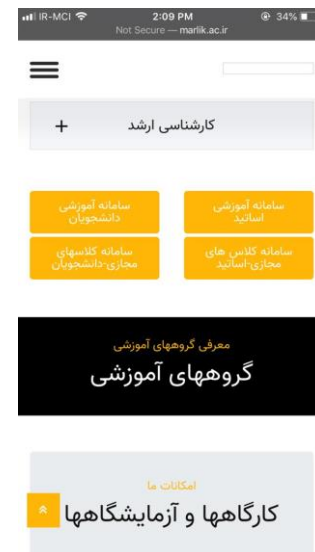 IR-MCI 2:09 PM 34%
Not Secure — marlik.ac.ir
کارشناسی ارشد +
سامانه آموزشی
اساتید
سامانه آموزشی
دانشجویان
سامانه کلاس های
مجازی-اساتید
سامانه کلاسهای
مجازی-دانشجویان
معرفی گروههای آموزشی
گروههای آموزشی
امکانات ما
کارگاهها و آزمایشگاهها